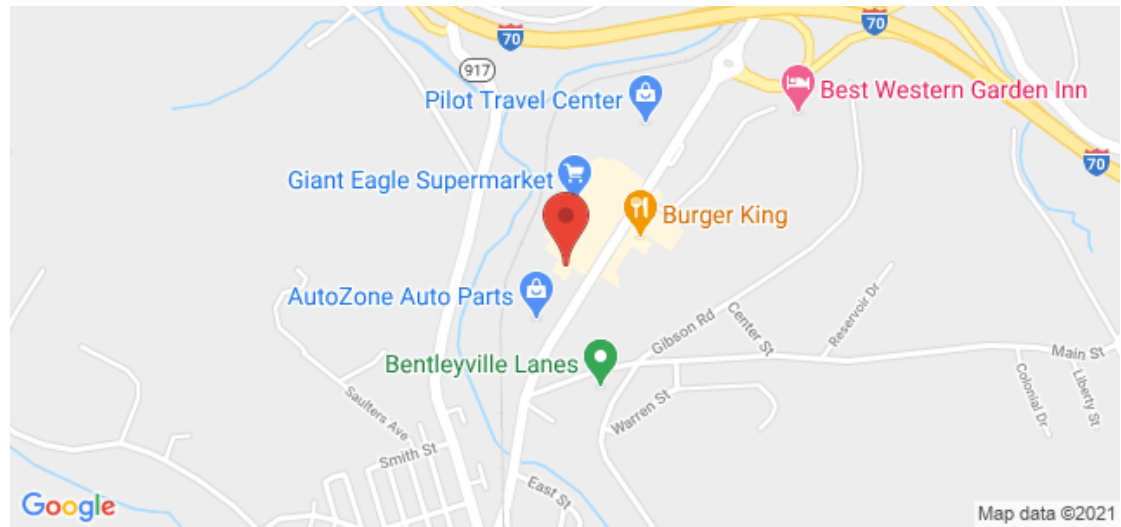 70
70
917
Best Western Garden Inn
Pilot Travel Center
70
Giant Eagle Supermarket
Burger King
AutoZone Auto Parts
Gibson Rd
Center St
Reservoir Dr
Main St
Bentleyville Lanes
Saulters Ave
Warren St
Colonial Dr
Liberty St
Smith St
East St
Google
Map data ©2021